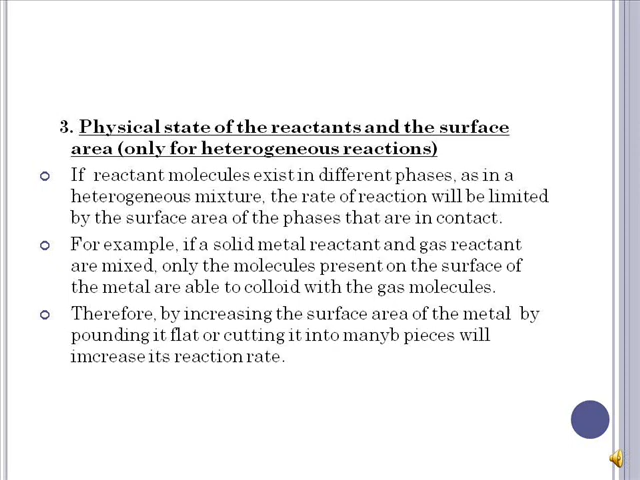 3. Physical state of the reactants and the surface
area (only for heterogeneous reactions)
If reactant molecules exist in different phases, as in a
heterogeneous mixture, the rate of reaction will be limited
by the surface area of the phases that are in contact.
For example, if a solid metal reactant and gas reactant
are mixed, only the molecules present on the surface of
the metal are able to colloid with the gas molecules.
Therefore, by increasing the surface area of the metal by
pounding it flat or cutting it into manyb pieces will
imcrease its reaction rate.